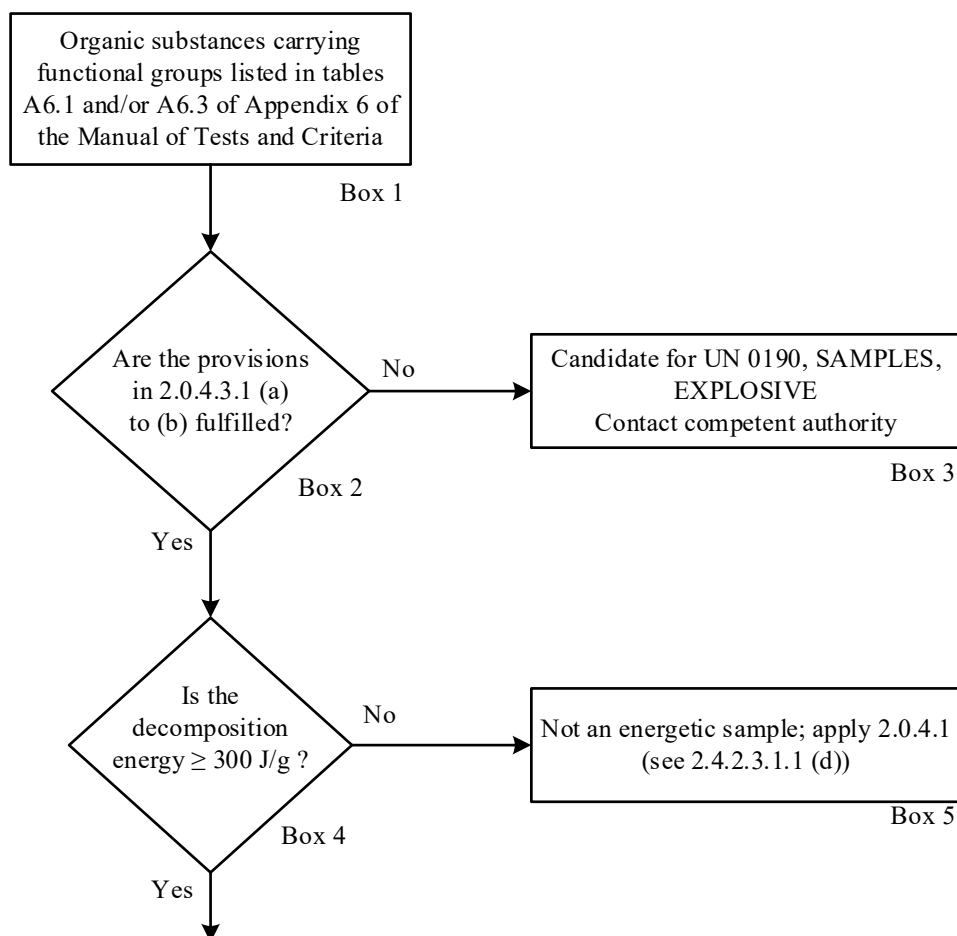 Organic substances carrying
functional groups listed in tables
A6.1 and/or A6.3 of Appendix 6 of
the Manual of Tests and Criteria
Box 1
Are the provisions
in 2.0.4.3.1 (a)
to (b) fulfilled?
No
Box 2
Candidate for UN 0190, SAMPLES,
EXPLOSIVE
Contact competent authority
Box 3
Yes
Is the
decomposition
energy ≥ 300 J/g ?
No
Box 4
Not an energetic sample; apply 2.0.4.1
(see 2.4.2.3.1.1 (d))
Box 5
Yes